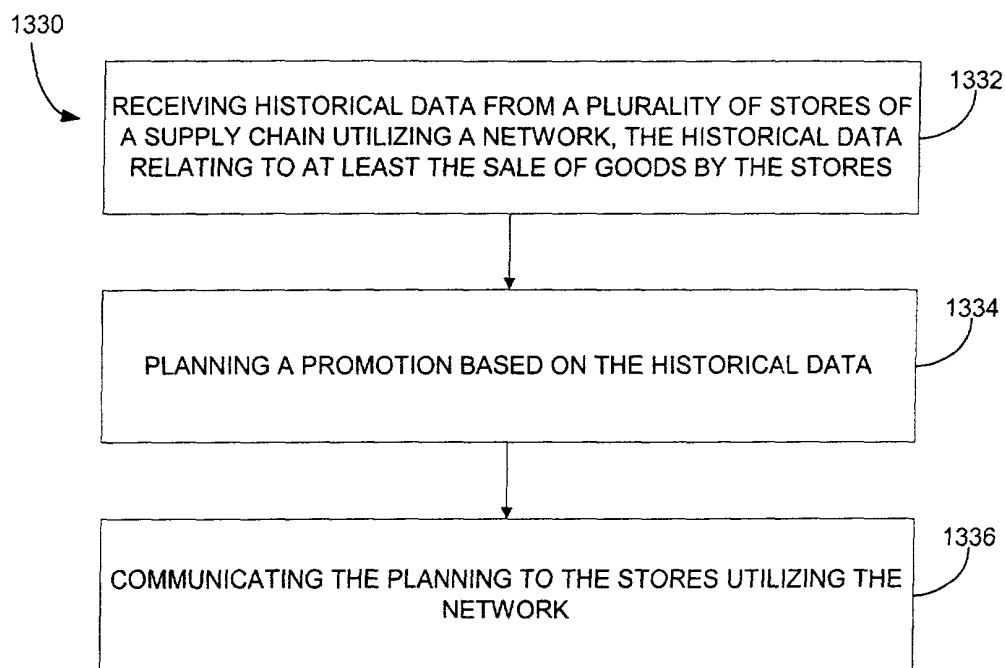 1330
1332
RECEIVING HISTORICAL DATA FROM A PLURALITY OF STORES OF
A SUPPLY CHAIN UTILIZING A NETWORK, THE HISTORICAL DATA
RELATING TO AT LEAST THE SALE OF GOODS BY THE STORES
1334
PLANNING A PROMOTION BASED ON THE HISTORICAL DATA
1336
COMMUNICATING THE PLANNING TO THE STORES UTILIZING THE
NETWORK